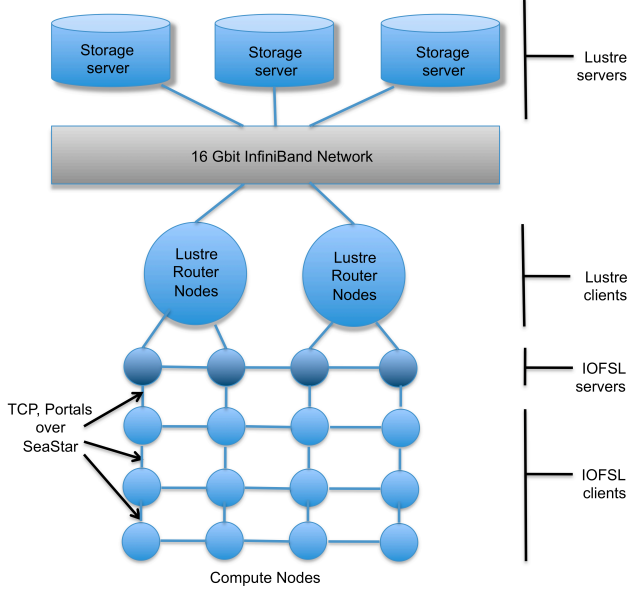 Storage
server
Storage
server
Storage
server
Lustre
servers
16 Gbit InfiniBand Network
Lustre
Router
Nodes
Lustre
Router
Nodes
Lustre
clients
IOFSL
servers
TCP, Portals
over
SeaStar
IOFSL
clients
Compute Nodes